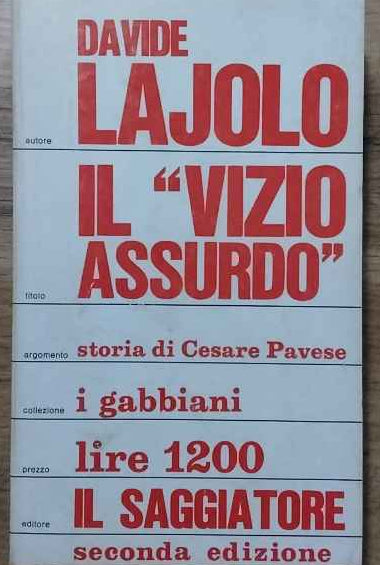 DAVIDE
autore LAJOLO
IL “VIZIO
titolo ASSURDO”
argomento storia di Cesare Pavese
collezione i gabbiani
prezzo lire 1200
editore IL SAGGIATORE
seconda edizione